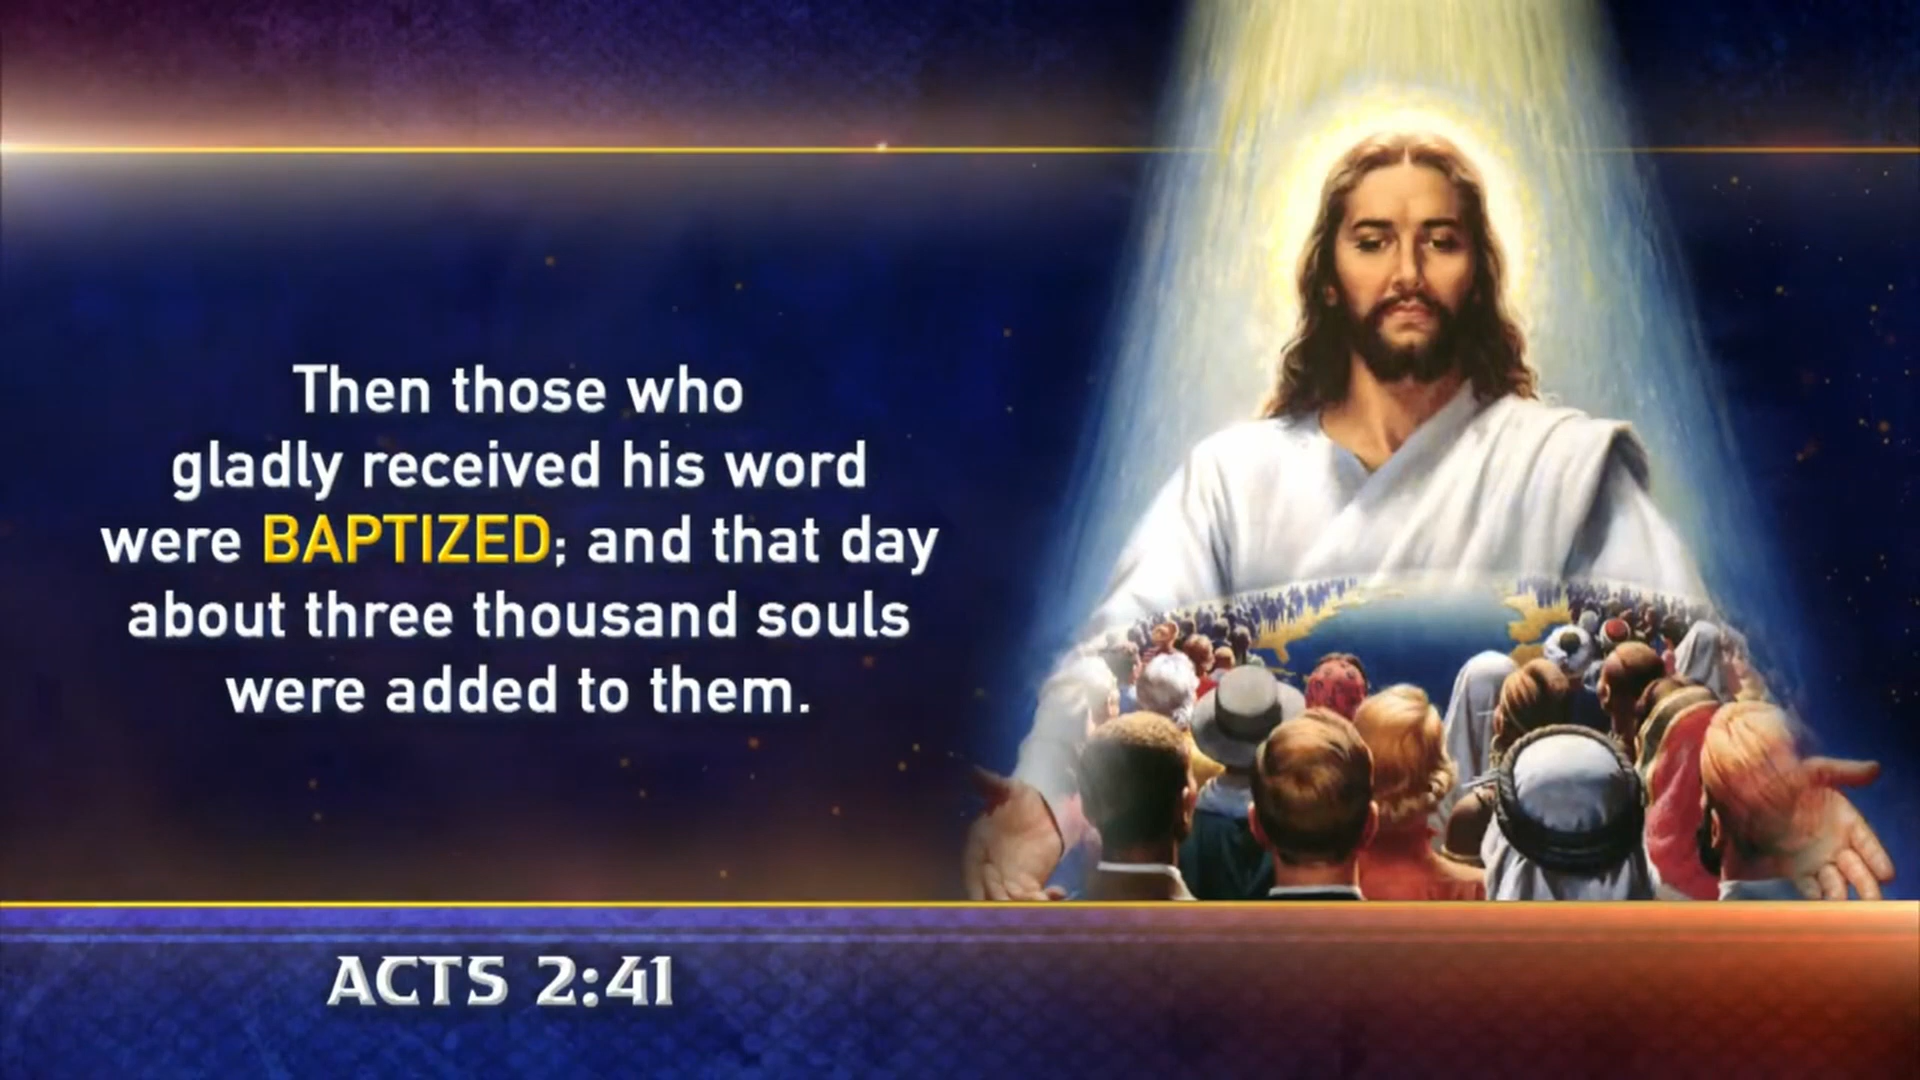 Then those who
gladly received his word
were BAPTIZED; and that day
about three thousand souls
were added to them.
ACTS 2:41